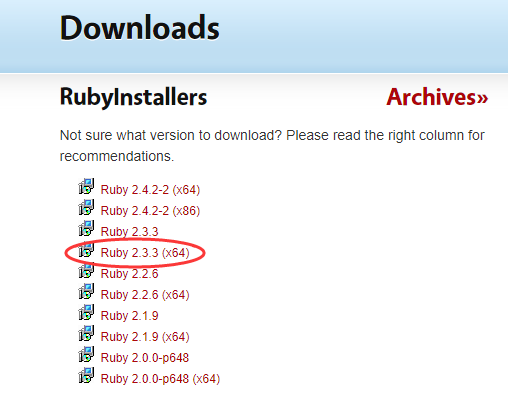 Downloads
RubyInstallers
Archives»
Not sure what version to download? Please read the right column for
recommendations.
Ruby 2.4.2-2 (x64)
Ruby 2.4.2-2 (x86)
Ruby 2.3.3
Ruby 2.3.3 (x64)
Ruby 2.2.6
Ruby 2.2.6 (x64)
Ruby 2.1.9
Ruby 2.1.9 (x64)
Ruby 2.0.0-p648
Ruby 2.0.0-p648 (x64)